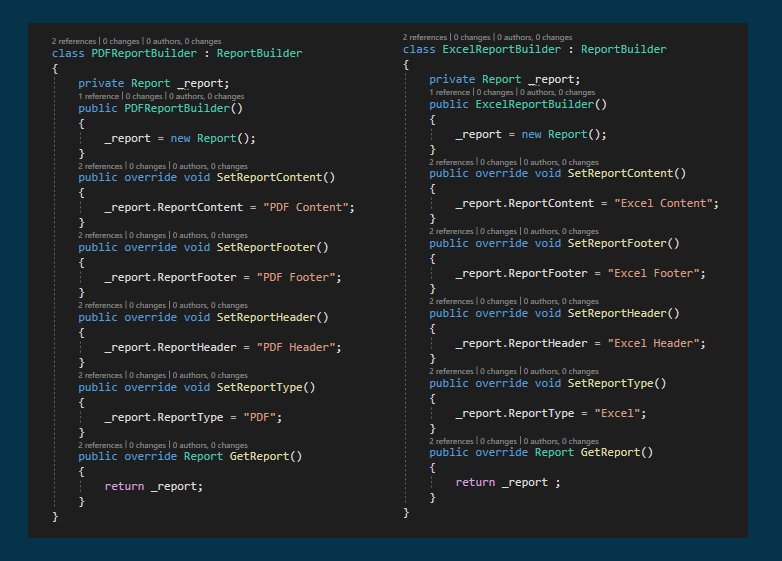 2 references | 0 changes | 0 authors, 0 changes
class PDFReportBuilder : ReportBuilder
{
private Report _report;
1 reference | 0 changes | 0 authors, 0 changes
public PDFReportBuilder()
{
_report = new Report();
}
2 references | 0 changes | 0 authors, 0 changes
public override void SetReportContent()
{
_report.ReportContent = "PDF Content";
}
2 references | 0 changes | 0 authors, 0 changes
public override void SetReportFooter()
{
_report.ReportFooter = "PDF Footer";
}
2 references | 0 changes | 0 authors, 0 changes
public override void SetReportHeader()
{
_report.ReportHeader = "PDF Header";
}
2 references | 0 changes | 0 authors, 0 changes
public override void SetReportType()
{
_report.ReportType = "PDF";
}
2 references | 0 changes | 0 authors, 0 changes
public override Report GetReport()
{
return _report;
}
}
2 references | 0 changes | 0 authors, 0 changes
class ExcelReportBuilder : ReportBuilder
{
private Report _report;
1 reference | 0 changes | 0 authors, 0 changes
public ExcelReportBuilder()
{
_report = new Report();
}
2 references | 0 changes | 0 authors, 0 changes
public override void SetReportContent()
{
_report.ReportContent = "Excel Content";
}
2 references | 0 changes | 0 authors, 0 changes
public override void SetReportFooter()
{
_report.ReportFooter = "Excel Footer";
}
2 references | 0 changes | 0 authors, 0 changes
public override void SetReportHeader()
{
_report.ReportHeader = "Excel Header";
}
2 references | 0 changes | 0 authors, 0 changes
public override void SetReportType()
{
_report.ReportType = "Excel";
}
2 references | 0 changes | 0 authors, 0 changes
public override Report GetReport()
{
return _report ;
}
}